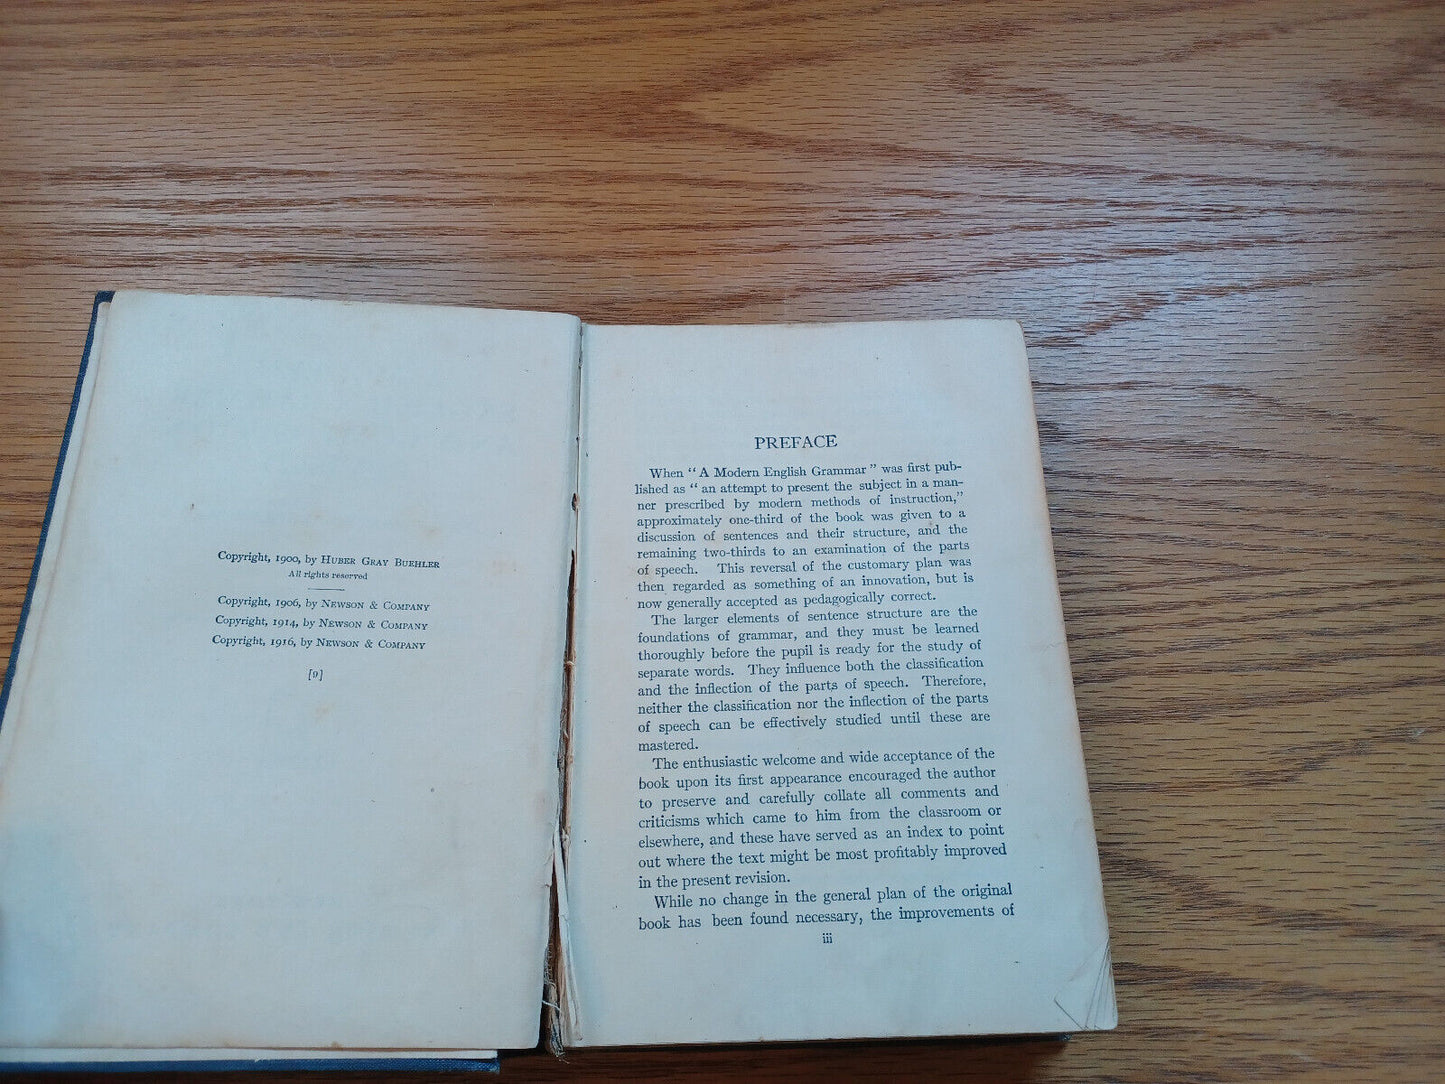 Copyright, 1900, by HUBER GRAY BUEHLER
All rights reserved
Copyright, 1906, by NEWSON & COMPANY
Copyright, 1914, by NEWSON & COMPANY
Copyright, 1916, by NEWSON & COMPANY
[9]
PREFACE
When "A Modern English Grammar" was first pub-
lished as "an attempt to present the subject in a man-
ner prescribed by modern methods of instruction,"
approximately one-third of the book was given to a
discussion of sentences and their structure, and the
remaining two-thirds to an examination of the parts
of speech. This reversal of the customary plan was
then regarded as something of an innovation, but is
now generally accepted as pedagogically correct.
The larger elements of sentence structure are the
foundations of grammar, and they must be learned
thoroughly before the pupil is ready for the study of
separate words. They influence both the classification
and the inflection of the parts of speech. Therefore,
neither the classification nor the inflection of the parts
of speech can be effectively studied until these are
mastered.
The enthusiastic welcome and wide acceptance of the
book upon its first appearance encouraged the author
to preserve and carefully collate all comments and
criticisms which came to him from the classroom or
elsewhere, and these have served as an index to point
out where the text might be most profitably improved
in the present revision.
While no change in the general plan of the original
book has been found necessary, the improvements of
iii